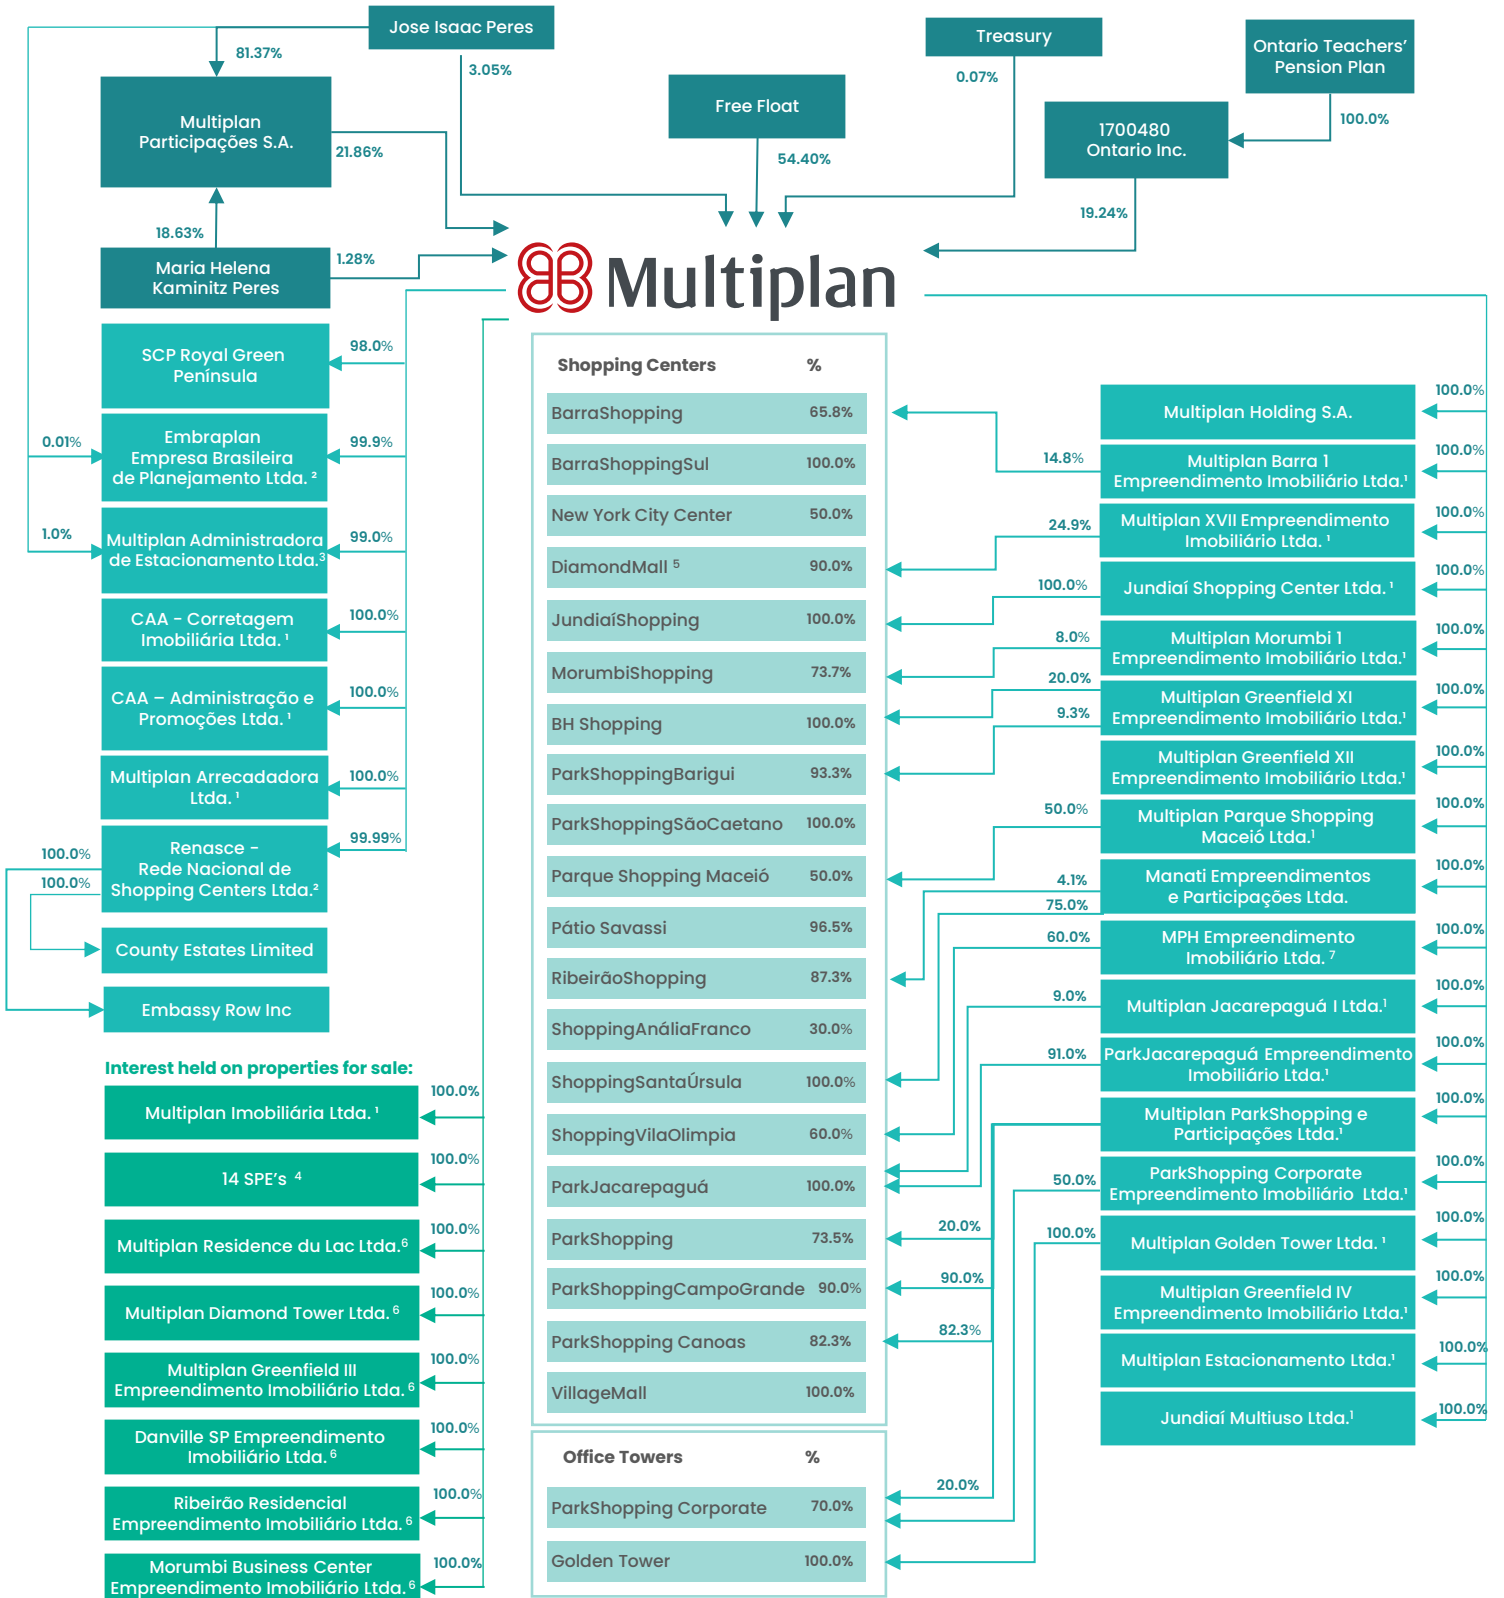 Jose Isaac Peres
81.37%
3.05%
Multiplan
Participações S.A.
21.86%
18.63%
Maria Helena
Kaminitz Peres
1.28%
Free Float
54.40%
Treasury
0.07%
Ontario Teachers’
Pension Plan
100.0%
1700480
Ontario Inc.
19.24%
Multiplan
SCP Royal Green
Península
98.0%
0.01%
Embraplan
Empresa Brasileira
de Planejamento Ltda. ²
99.9%
1.0%
Multiplan Administradora
de Estacionamento Ltda.³
99.0%
CAA - Corretagem
Imobiliária Ltda. ¹
100.0%
CAA – Administração e
Promoções Ltda. ¹
100.0%
Multiplan Arrecadadora
Ltda. ¹
100.0%
Renasce -
Rede Nacional de
Shopping Centers Ltda.²
99.99%
100.0%
100.0%
County Estates Limited
Embassy Row Inc
Interest held on properties for sale:
Multiplan Imobiliária Ltda. ¹
100.0%
14 SPE’s ⁴
100.0%
Multiplan Residence du Lac Ltda.⁶
100.0%
Multiplan Diamond Tower Ltda. ⁶
100.0%
Multiplan Greenfield III
Empreendimento Imobiliário Ltda. ⁶
100.0%
Danville SP Empreendimento
Imobiliário Ltda. ⁶
100.0%
Ribeirão Residencial
Empreendimento Imobiliário Ltda. ⁶
100.0%
Morumbi Business Center
Empreendimento Imobiliário Ltda. ⁶
100.0%
Shopping Centers %
BarraShopping 65.8%
BarraShoppingSul 100.0%
New York City Center 50.0%
DiamondMall ⁵ 90.0%
JundiaíShopping 100.0%
MorumbiShopping 73.7%
BH Shopping 100.0%
ParkShoppingBarigui 93.3%
ParkShoppingSãoCaetano 100.0%
Parque Shopping Maceió 50.0%
Pátio Savassi 96.5%
RibeirãoShopping 87.3%
ShoppingAnáliaFranco 30.0%
ShoppingSantaÚrsula 100.0%
ShoppingVilaOlimpia 60.0%
ParkJacarepaguá 100.0%
ParkShopping 73.5%
ParkShoppingCampoGrande 90.0%
ParkShopping Canoas 82.3%
VillageMall 100.0%
Office Towers %
ParkShopping Corporate 70.0%
Golden Tower 100.0%
Multiplan Holding S.A.
100.0%
14.8%
Multiplan Barra 1
Empreendimento Imobiliário Ltda.¹
100.0%
24.9%
Multiplan XVII Empreendimento
Imobiliário Ltda. ¹
100.0%
100.0%
Jundiaí Shopping Center Ltda. ¹
100.0%
8.0%
Multiplan Morumbi 1
Empreendimento Imobiliário Ltda.¹
100.0%
20.0%
9.3%
Multiplan Greenfield XI
Empreendimento Imobiliário Ltda.¹
100.0%
Multiplan Greenfield XII
Empreendimento Imobiliário Ltda.¹
100.0%
50.0%
Multiplan Parque Shopping
Maceió Ltda.¹
100.0%
4.1%
75.0%
Manati Empreendimentos
e Participações Ltda.
100.0%
60.0%
MPH Empreendimento
Imobiliário Ltda. ⁷
100.0%
9.0%
Multiplan Jacarepaguá I Ltda.¹
100.0%
91.0%
ParkJacarepaguá Empreendimento
Imobiliário Ltda.¹
100.0%
Multiplan ParkShopping e
Participações Ltda.¹
100.0%
20.0%
90.0%
82.3%
20.0%
50.0%
ParkShopping Corporate
Empreendimento Imobiliário Ltda.¹
100.0%
100.0%
Multiplan Golden Tower Ltda. ¹
100.0%
Multiplan Greenfield IV
Empreendimento Imobiliário Ltda.¹
100.0%
Multiplan Estacionamento Ltda.¹
100.0%
Jundiaí Multiuso Ltda.¹
100.0%